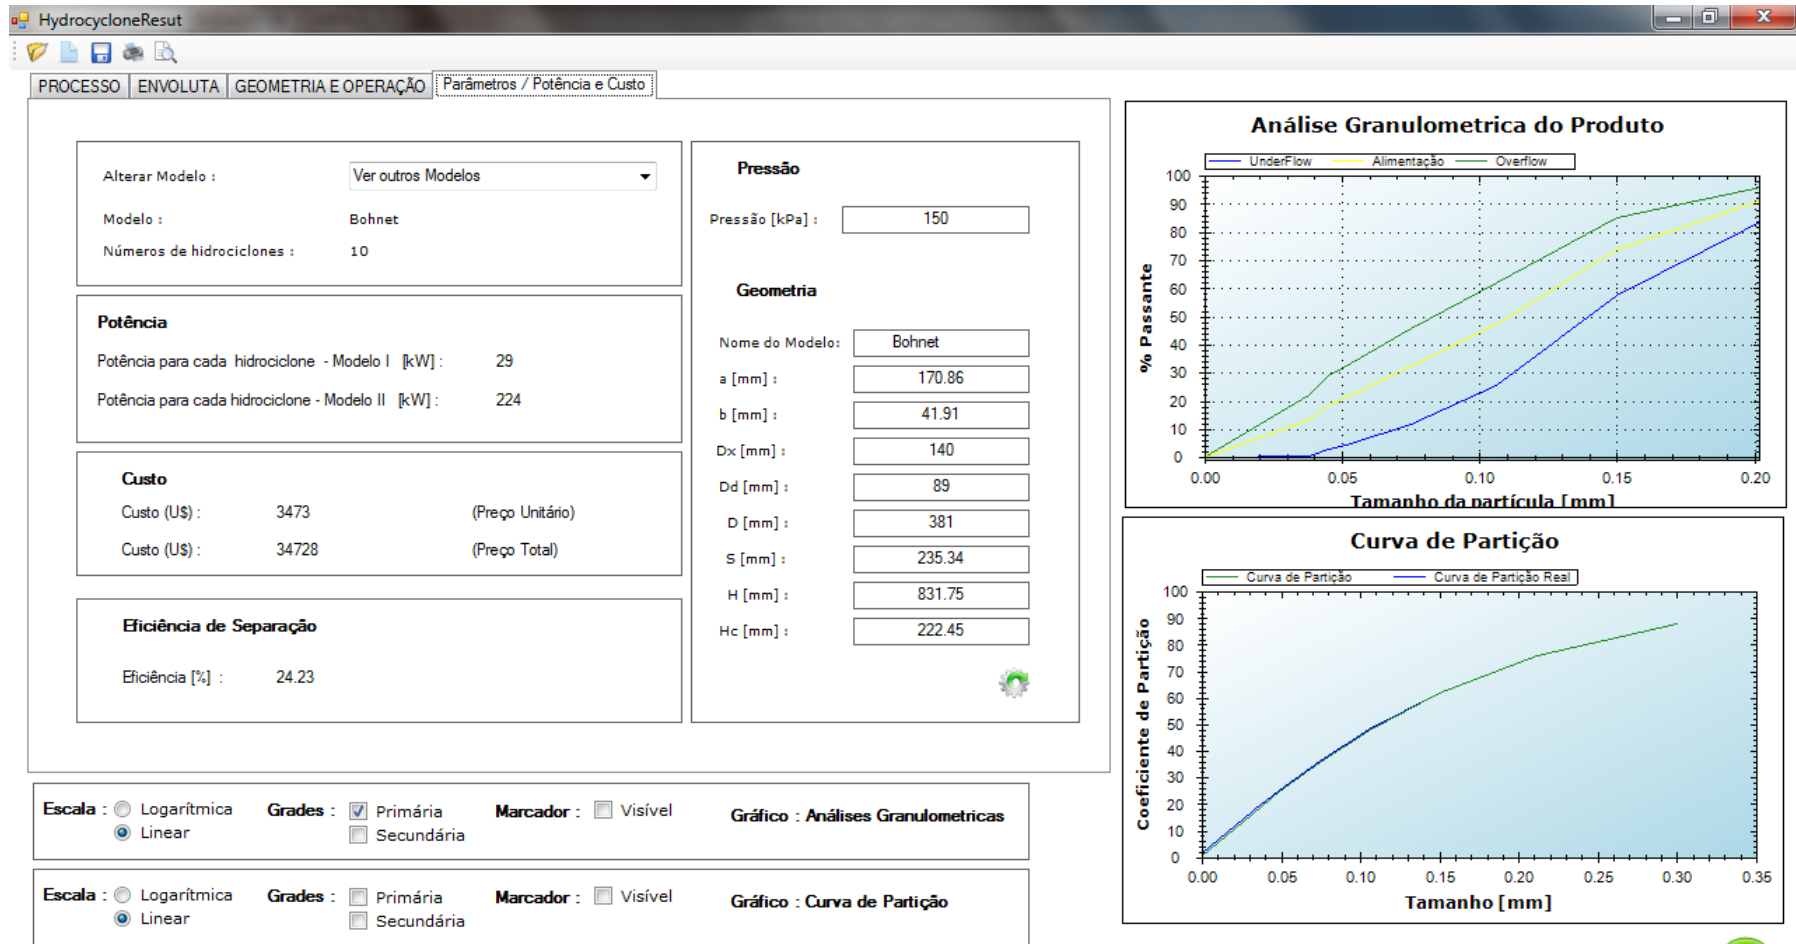 HydrocycloneResut
PROCESSO ENVOLUTA GEOMETRIA E OPERAÇÃO Parâmetros / Potência e Custo
Alterar Modelo : Ver outros Modelos
Modelo : Bohnet
Números de hidrociclones : 10
Potência
Potência para cada hidrociclone - Modelo I [kW] : 29
Potência para cada hidrociclone - Modelo II [kW] : 224
Custo
Custo (U$) : 3473 (Preço Unitário)
Custo (U$) : 34728 (Preço Total)
Eficiência de Separação
Eficiência [%] : 24.23
Pressão
Pressão [kPa] : 150
Geometria
Nome do Modelo: Bohnet
a [mm] : 170.86
b [mm] : 41.91
Dx [mm] : 140
Dd [mm] : 89
D [mm] : 381
S [mm] : 235.34
H [mm] : 831.75
Hc [mm] : 222.45
Escala : Logarítmica Grades : Primária Marcador : Visível Gráfico : Análises Granulometricas
Linear Secundária
Escala : Logarítmica Grades : Primária Marcador : Visível Gráfico : Curva de Partição
Linear Secundária
Análise Granulometrica do Produto
UnderFlow Alimentação Overflow
% Passante
100
90
80
70
60
50
40
30
20
10
0
0.00 0.05 0.10 0.15 0.20
Tamanho da partícula [mm]
Curva de Partição
Curva de Partição Curva de Partição Real
Coeficiente de Partição
100
90
80
70
60
50
40
30
20
10
0
0.00 0.05 0.10 0.15 0.20 0.25 0.30 0.35
Tamanho [mm]